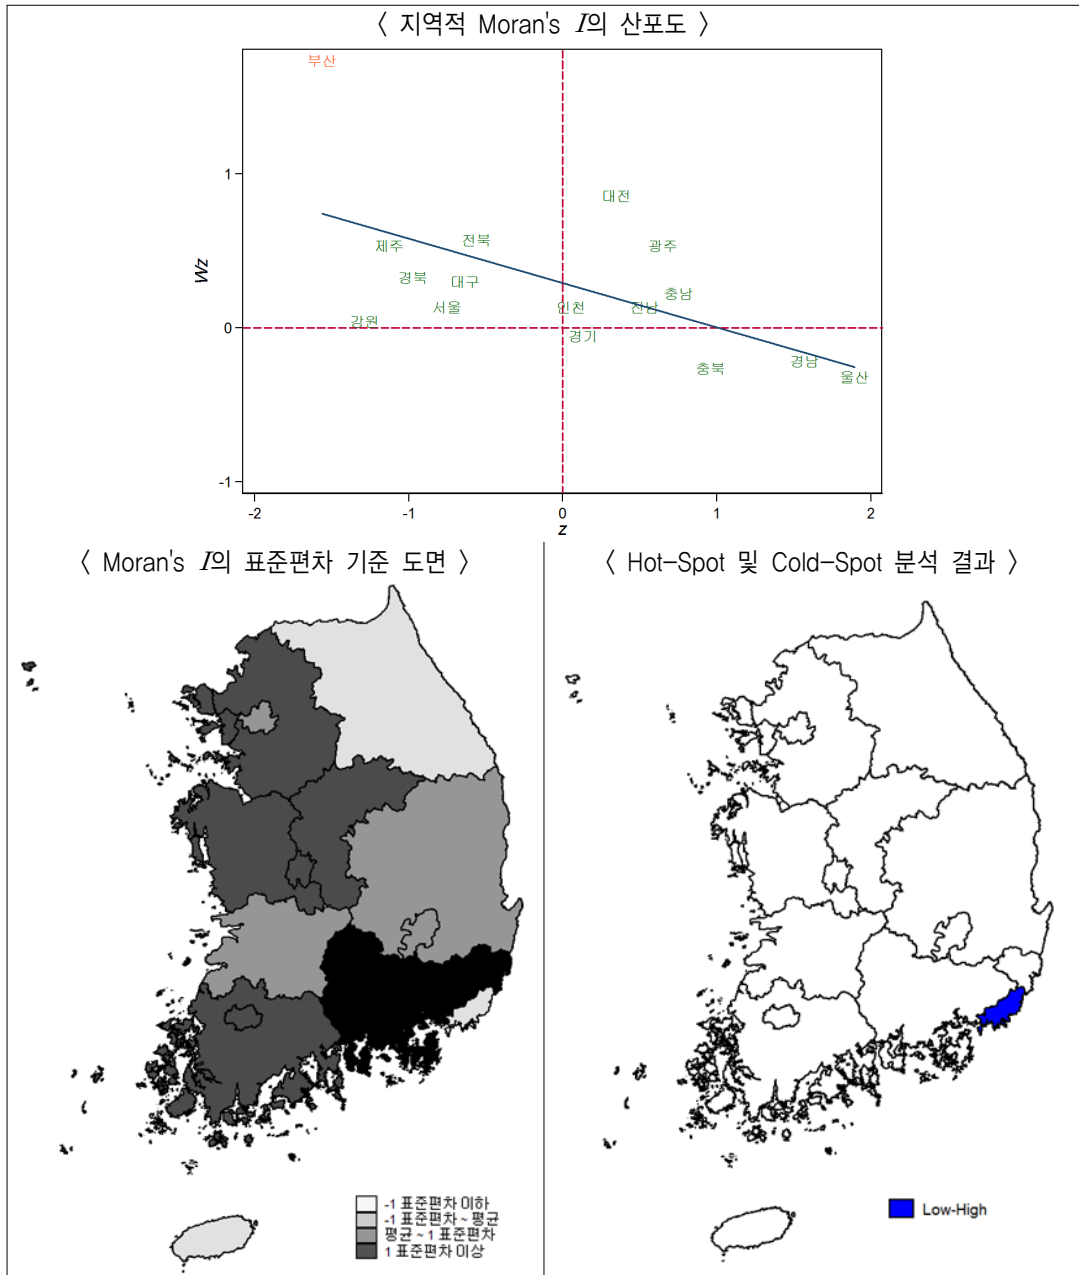 〈 지역적 Moran's I의 산포도 〉
부산
1
대전
전북
제주
광주
경북
대구
충남
Wz
서울
인천
전남
강원
0
경기
충북
경남
울산
-1
-2
-1
0
1
2
z
〈 Moran's I의 표준편차 기준 도면 〉
-1 표준편차 이하
-1 표준편차 ~ 평균
평균 ~ 1 표준편차
1 표준편차 이상
〈 Hot-Spot 및 Cold-Spot 분석 결과 〉
Low-High